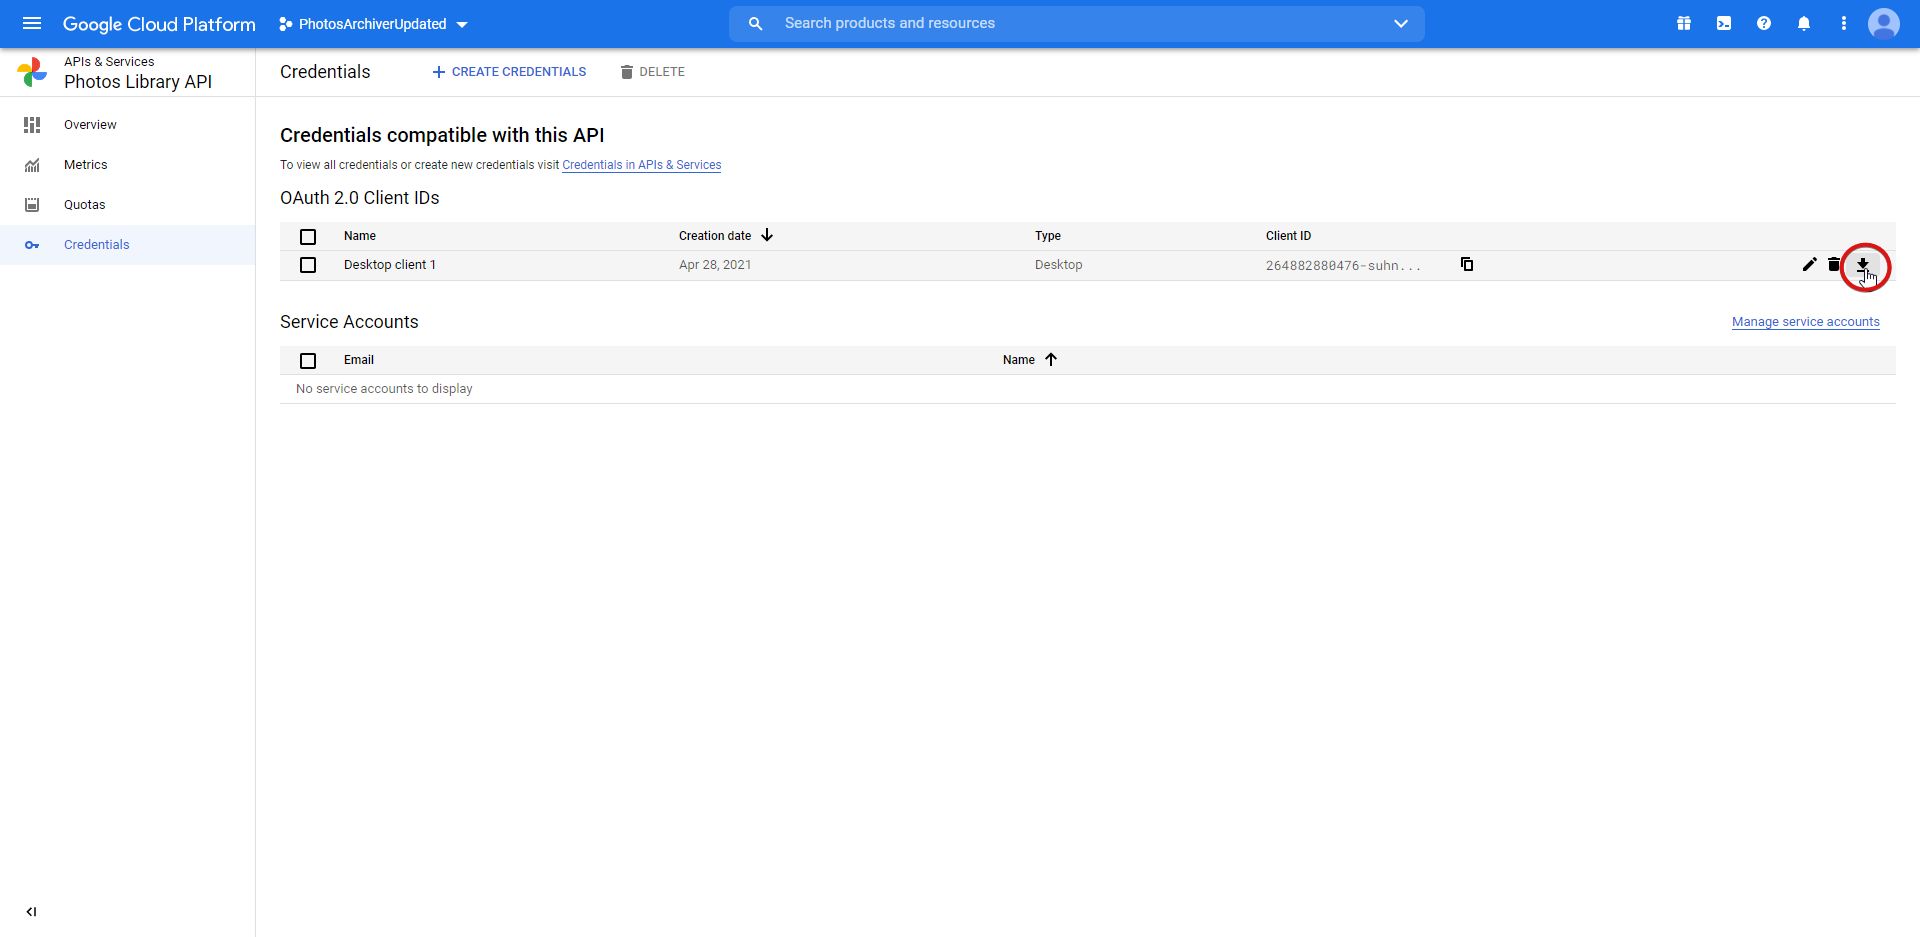 Google Cloud Platform
PhotosArchiverUpdated
Search products and resources
APIs & Services
Photos Library API
Credentials
CREATE CREDENTIALS
DELETE
Overview
Metrics
Quotas
Credentials
Credentials compatible with this API
To view all credentials or create new credentials visit Credentials in APIs & Services
OAuth 2.0 Client IDs
Name Creation date Type Client ID
Desktop client 1 Apr 28, 2021 Desktop 264882880476-suhn...
Service Accounts
Manage service accounts
Email Name
No service accounts to display